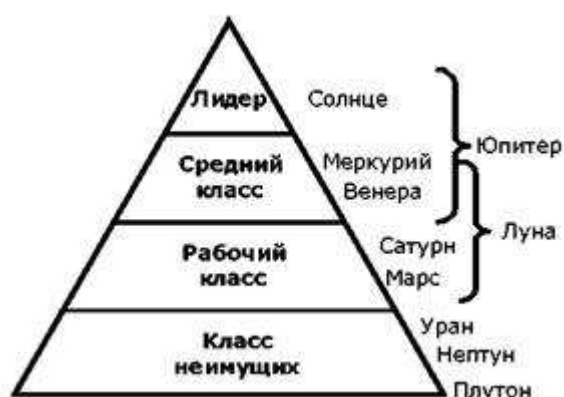 Лидер
Солнце
Юпитер
Средний
класс
Меркурий
Венера
Луна
Рабочий
класс
Сатурн
Марс
Класс
неимущих
Уран
Нептун
Плутон